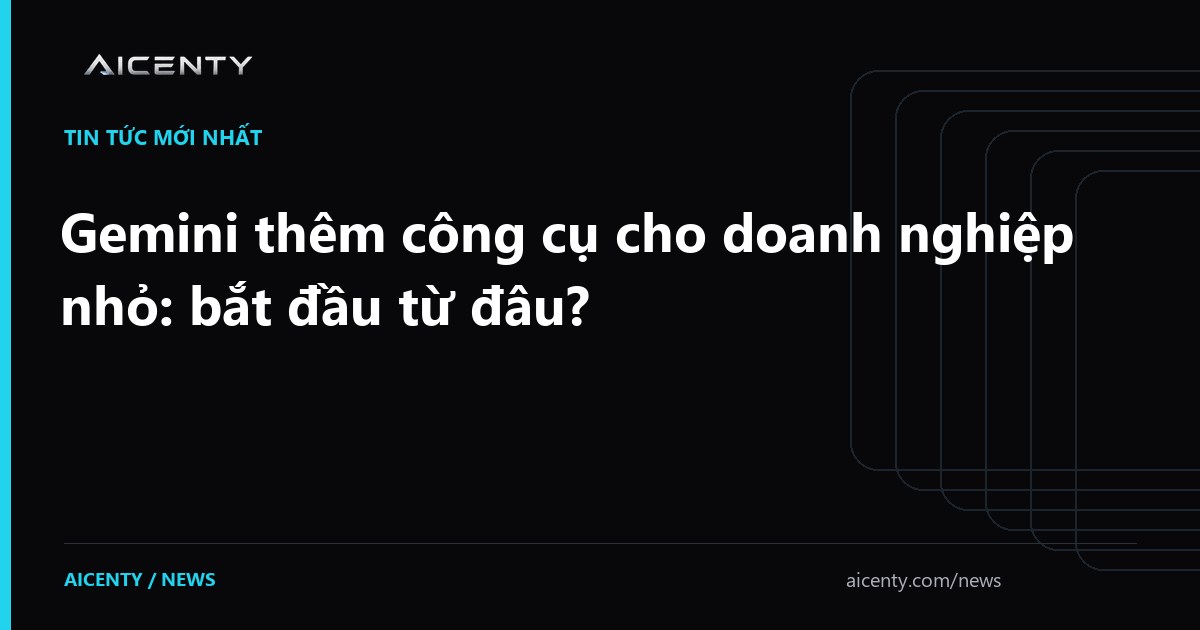 AICENTY
TIN TỨC MỚI NHẤT
Gemini thêm công cụ cho doanh nghiệp
nhỏ: bắt đầu từ đâu?
AICENTY / NEWS
aicenty.com/news